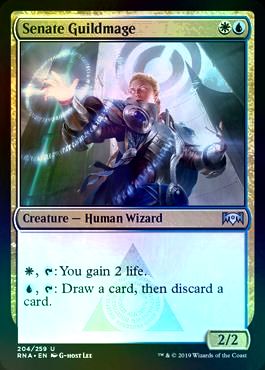 Senate Guildmage
Creature — Human Wizard
: You gain 2 life.
: Draw a card, then discard a
card.
2/2
204/259 U
RNA • EN G-HOST LEE
™ & © 2019 Wizards of the Coast